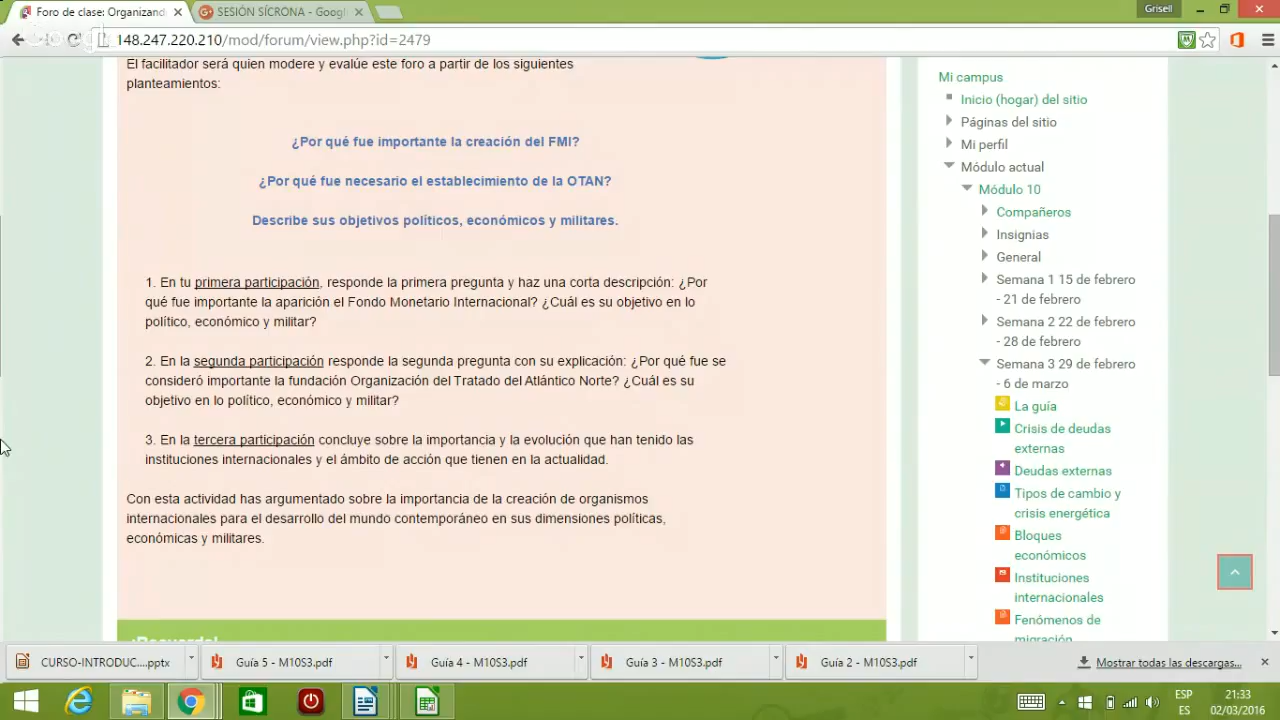 Foro de clase: Organizand
SESIÓN SÍCRONA - Googl
Grisell
148.247.220.210/mod/forum/view.php?id=2479
El facilitador será quien modere y evalúe este foro a partir de los siguientes
planteamientos:
¿Por qué fue importante la creación del FMI?
¿Por qué fue necesario el establecimiento de la OTAN?
Describe sus objetivos políticos, económicos y militares.
1. En tu primera participación, responde la primera pregunta y haz una corta descripción: ¿Por
qué fue importante la aparición el Fondo Monetario Internacional? ¿Cuál es su objetivo en lo
político, económico y militar?
2. En la segunda participación responde la segunda pregunta con su explicación: ¿Por qué fue se
consideró importante la fundación Organización del Tratado del Atlántico Norte? ¿Cuál es su
objetivo en lo político, económico y militar?
3. En la tercera participación concluye sobre la importancia y la evolución que han tenido las
instituciones internacionales y el ámbito de acción que tienen en la actualidad.
Con esta actividad has argumentado sobre la importancia de la creación de organismos
internacionales para el desarrollo del mundo contemporáneo en sus dimensiones políticas,
económicas y militares.
¡Recuerda!
Mi campus
Inicio (hogar) del sitio
Páginas del sitio
Mi perfil
Módulo actual
Módulo 10
Compañeros
Insignias
General
Semana 1 15 de febrero
- 21 de febrero
Semana 2 22 de febrero
- 28 de febrero
Semana 3 29 de febrero
- 6 de marzo
La guía
Crisis de deudas
externas
Deudas externas
Tipos de cambio y
crisis energética
Bloques
económicos
Instituciones
internacionales
Fenómenos de
migración
CURSO-INTRODUC....pptx
Guía 5 - M10S3.pdf
Guía 4 - M10S3.pdf
Guía 3 - M10S3.pdf
Guía 2 - M10S3.pdf
Mostrar todas las descargas...
ESP
ES
21:33
02/03/2016